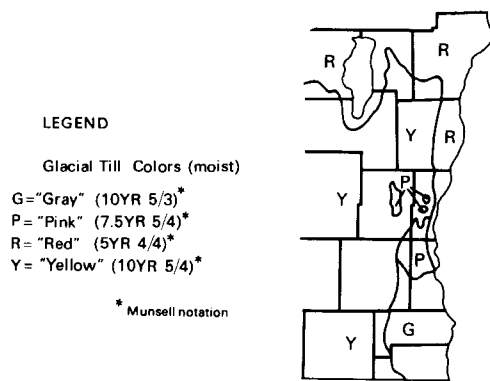 LEGEND
Glacial Till Colors (moist)
G="Gray" (10YR 5/3)*
P="Pink" (7.5YR 5/4)*
R="Red" (5YR 4/4)*
Y="Yellow" (10YR 5/4)*
* Munsell notation
R
R
Y
R
P
Y
P
G
Y